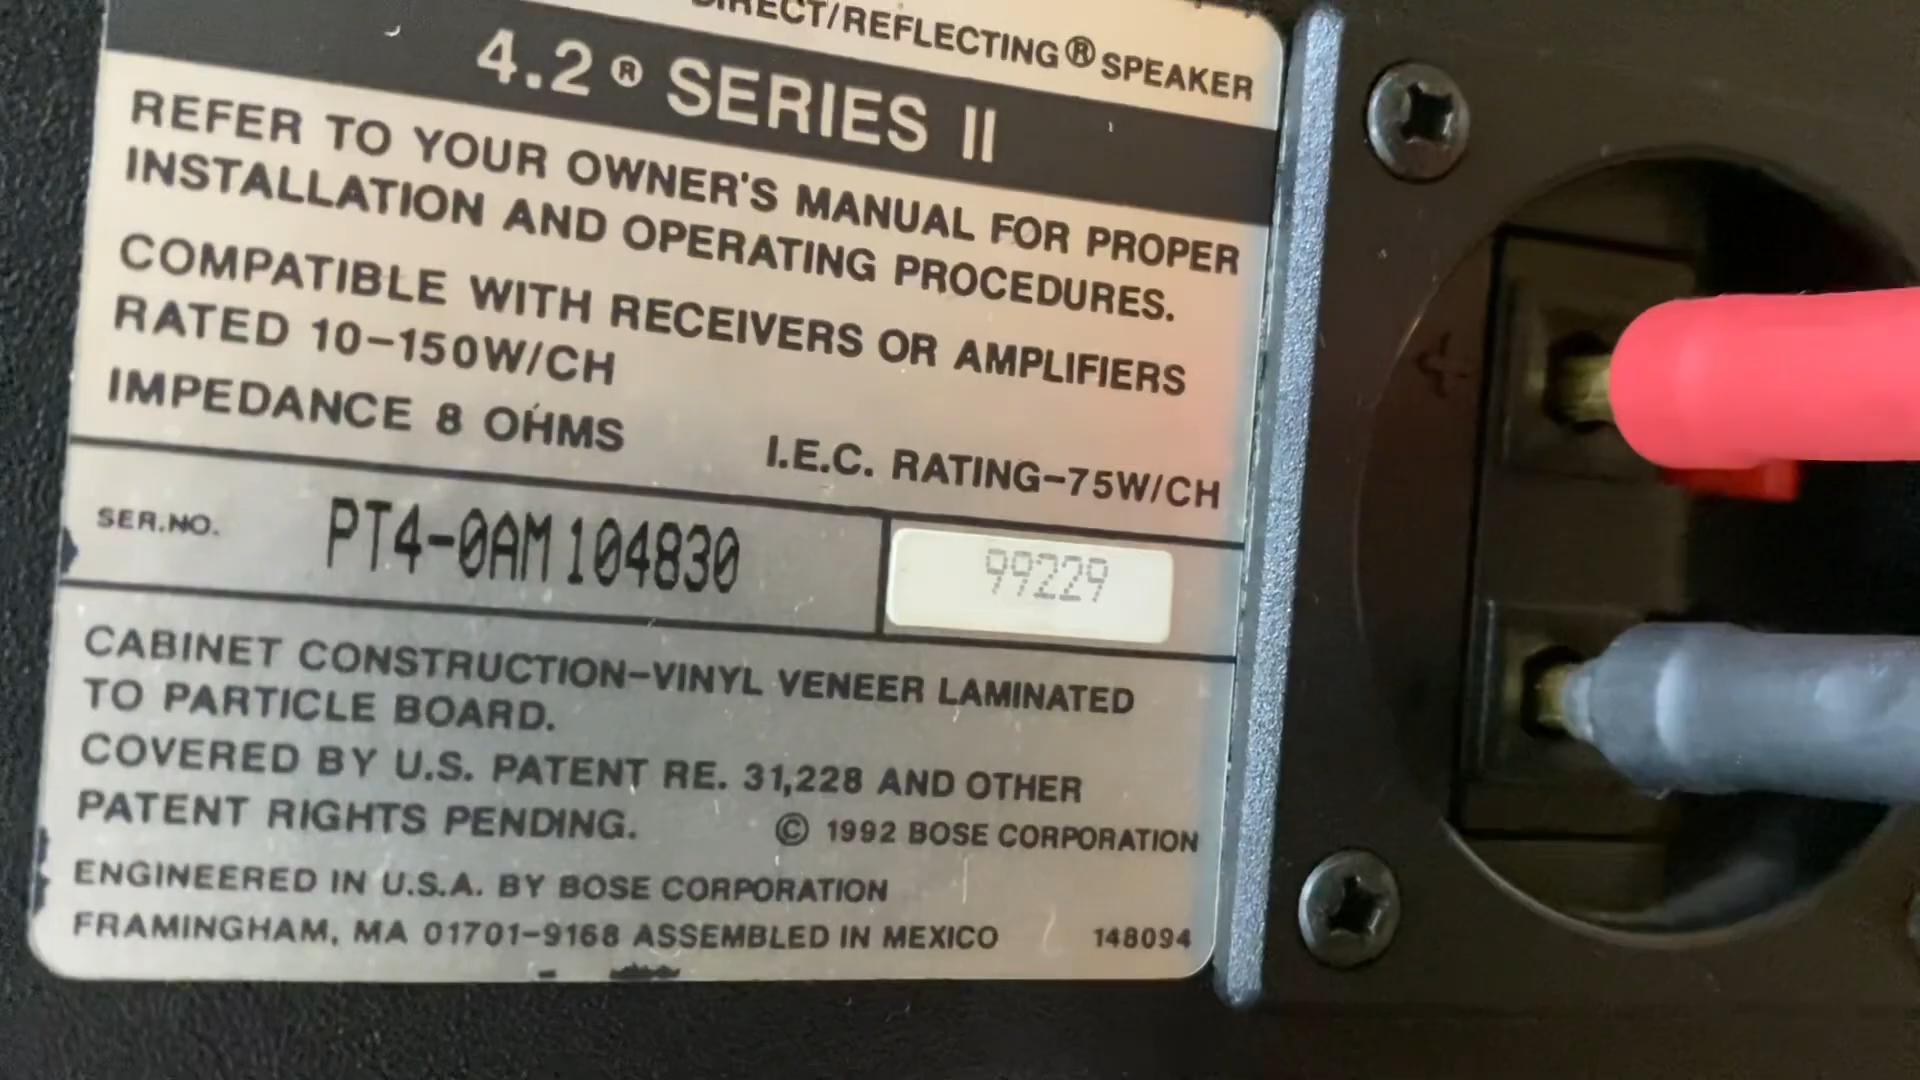 DIRECT/REFLECTING® SPEAKER
4.2® SERIES II
REFER TO YOUR OWNER'S MANUAL FOR PROPER
INSTALLATION AND OPERATING PROCEDURES.
COMPATIBLE WITH RECEIVERS OR AMPLIFIERS
RATED 10-150W/CH
IMPEDANCE 8 OHMS
I.E.C. RATING-75W/CH
SER.NO. PT4-0AM104830
99229
CABINET CONSTRUCTION-VINYL VENEER LAMINATED
TO PARTICLE BOARD.
COVERED BY U.S. PATENT RE. 31,228 AND OTHER
PATENT RIGHTS PENDING.
© 1992 BOSE CORPORATION
ENGINEERED IN U.S.A. BY BOSE CORPORATION
FRAMINGHAM, MA 01701-9168 ASSEMBLED IN MEXICO
148094
+